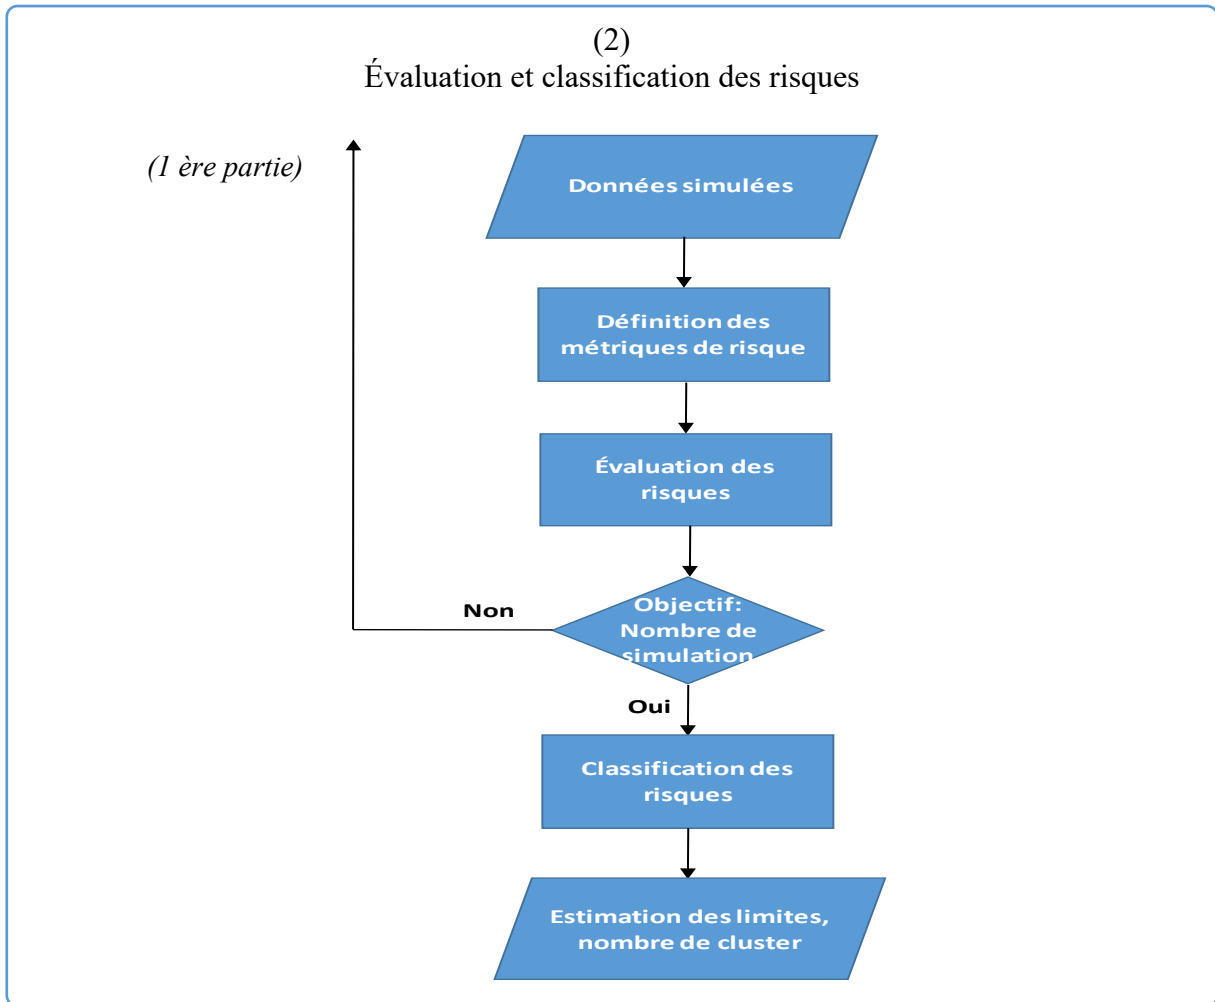 (2)
Évaluation et classification des risques
(1 ère partie)
Données simulées
Définition des
métriques de risque
Évaluation des
risques
Objectif:
Nombre de
simulation
Non
Oui
Classification des
risques
Estimation des limites,
nombre de cluster